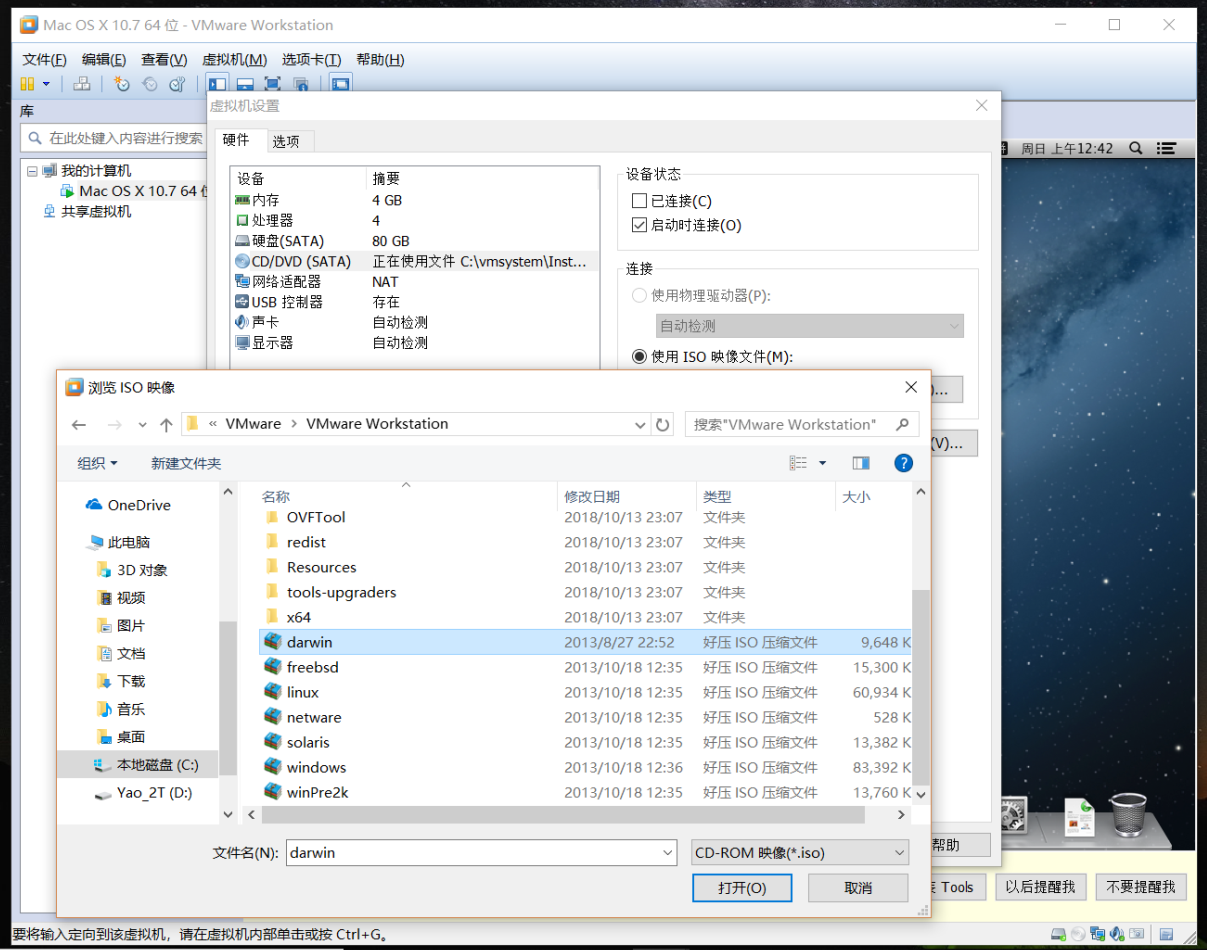 Mac OS X 10.7 64 位 - VMware Workstation
文件(F) 编辑(E) 查看(V) 虚拟机(M) 选项卡(T) 帮助(H)
库
在此处键入内容进行搜索
我的计算机
Mac OS X 10.7 64 位
共享虚拟机
虚拟机设置
硬件 选项
设备 摘要
内存 4 GB
处理器 4
硬盘(SATA) 80 GB
CD/DVD (SATA) 正在使用文件 C:\vmsystem\Inst...
网络适配器 NAT
USB 控制器 存在
声卡 自动检测
显示器 自动检测
设备状态
已连接(C)
启动时连接(O)
连接
使用物理驱动器(P):
自动检测
使用 ISO 映像文件(M):
)...
(V)...
周日 上午12:42
浏览 ISO 映像
« VMware › VMware Workstation
搜索"VMware Workstation"
组织 新建文件夹
OneDrive
此电脑
3D 对象
视频
图片
文档
下载
音乐
桌面
本地磁盘 (C:)
Yao_2T (D:)
名称 修改日期 类型 大小
OVFTool 2018/10/13 23:07 文件夹
redist 2018/10/13 23:07 文件夹
Resources 2018/10/13 23:07 文件夹
tools-upgraders 2018/10/13 23:07 文件夹
x64 2018/10/13 23:07 文件夹
darwin 2013/8/27 22:52 好压 ISO 压缩文件 9,648 K
freebsd 2013/10/18 12:35 好压 ISO 压缩文件 15,300 K
linux 2013/10/18 12:35 好压 ISO 压缩文件 60,934 K
netware 2013/10/18 12:35 好压 ISO 压缩文件 528 K
solaris 2013/10/18 12:35 好压 ISO 压缩文件 13,382 K
windows 2013/10/18 12:36 好压 ISO 压缩文件 83,392 K
winPre2k 2013/10/18 12:35 好压 ISO 压缩文件 13,760 K
文件名(N): darwin CD-ROM 映像(*.iso)
打开(O) 取消
帮助
Tools 以后提醒我 不要提醒我
要将输入定向到该虚拟机，请在虚拟机内部单击或按 Ctrl+G。